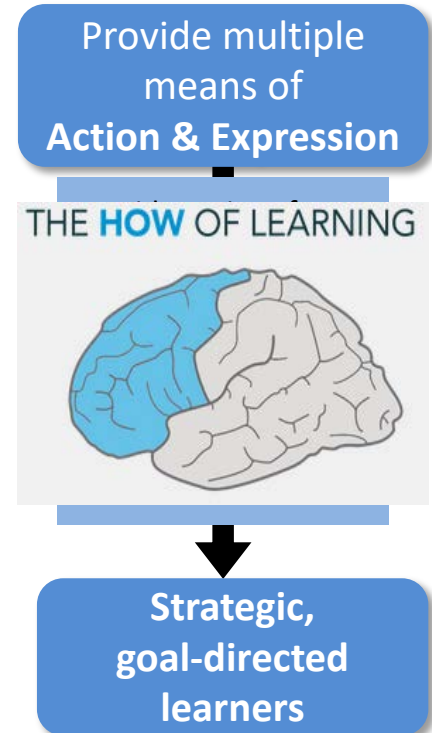 Provide multiple
means of
Action & Expression
THE HOW OF LEARNING
Strategic,
goal-directed
learners